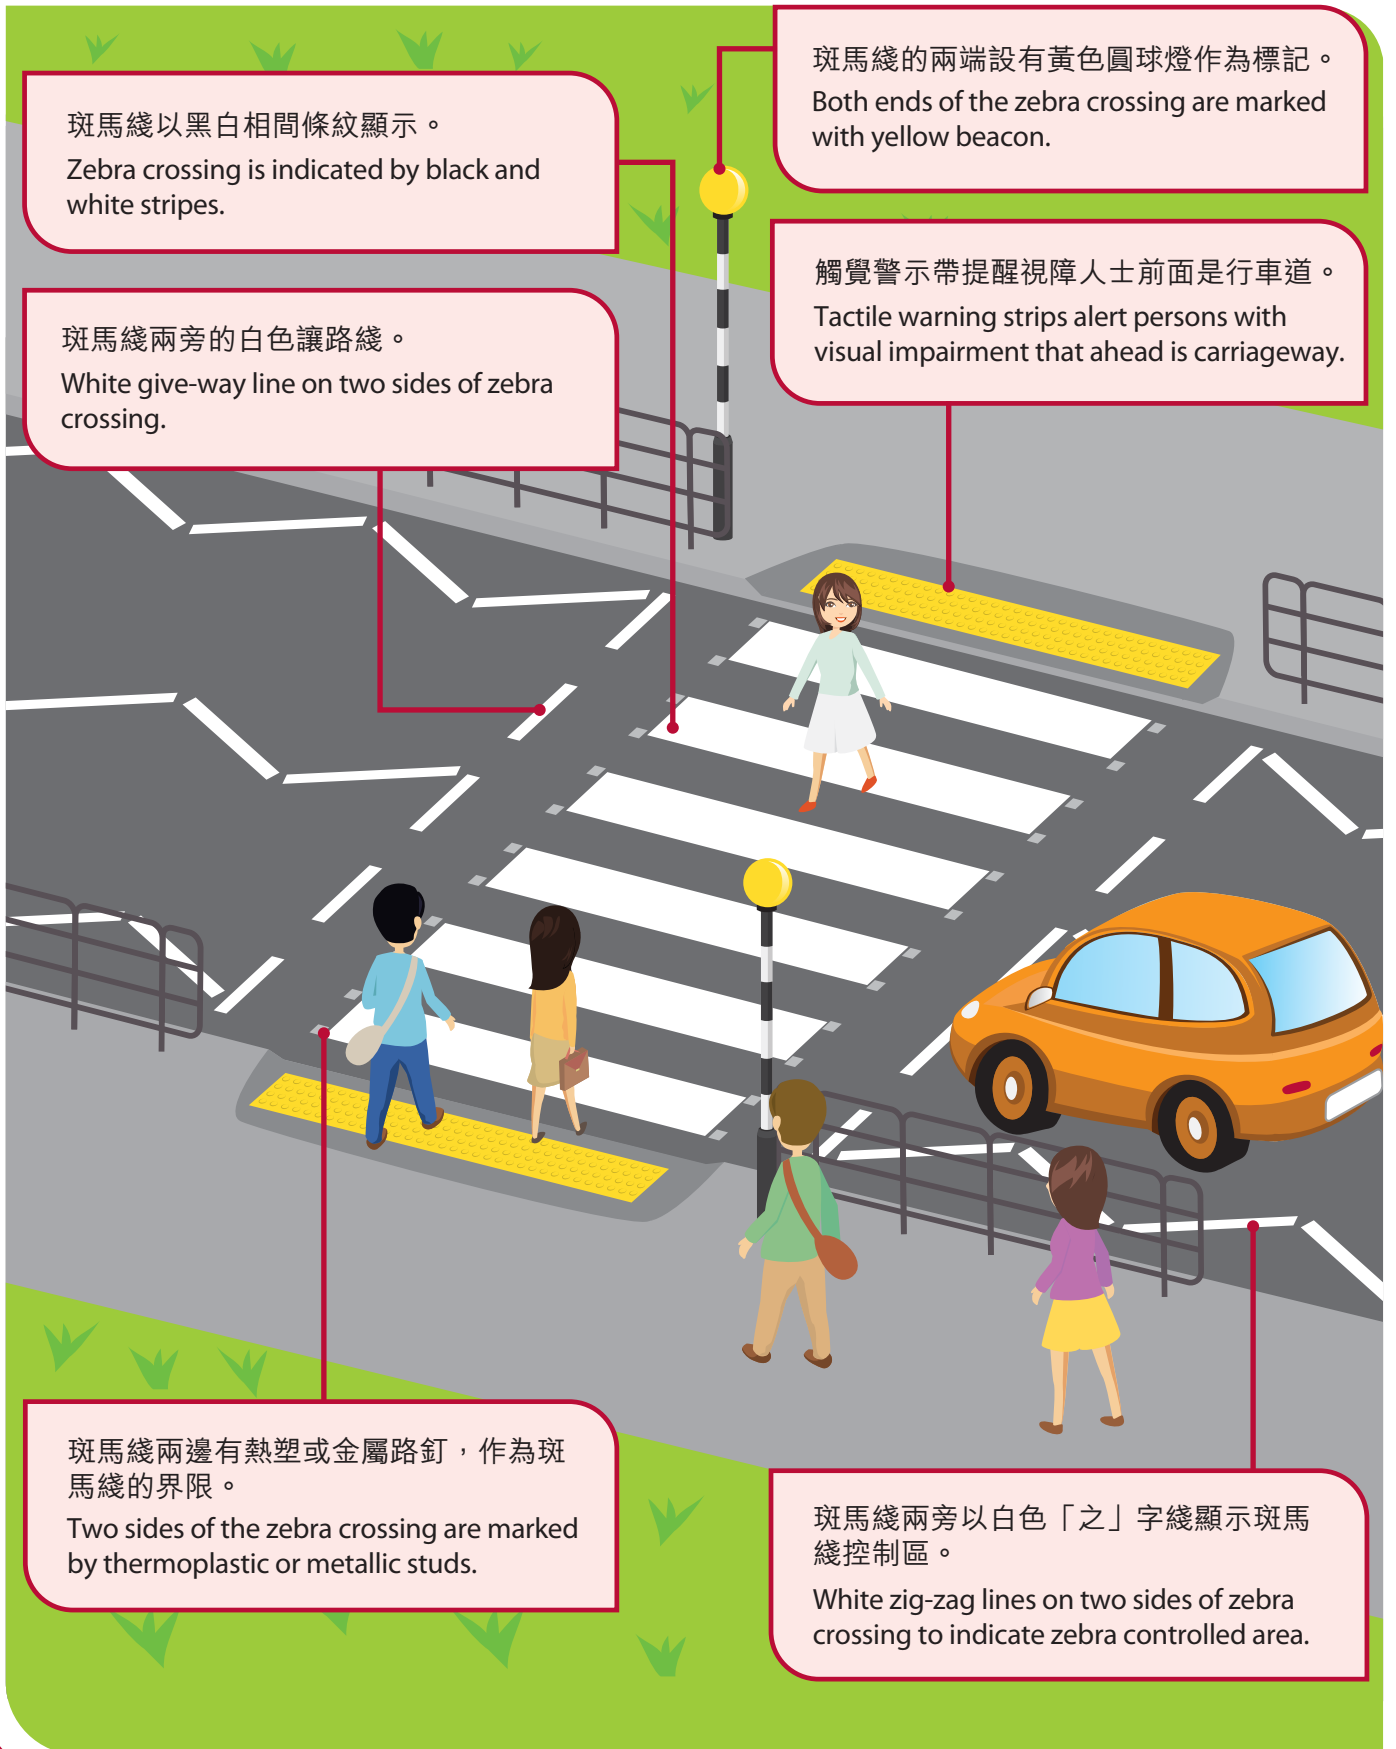 斑馬綫的兩端設有黃色圓球燈作為標記。
Both ends of the zebra crossing are marked
with yellow beacon.
斑馬綫以黑白相間條紋顯示。
Zebra crossing is indicated by black and
white stripes.
觸覺警示帶提醒視障人士前面是行車道。
Tactile warning strips alert persons with
visual impairment that ahead is carriageway.
斑馬綫兩旁的白色讓路綫。
White give-way line on two sides of zebra
crossing.
斑馬綫兩邊有熱塑或金屬路釘，作為斑
馬綫的界限。
Two sides of the zebra crossing are marked
by thermoplastic or metallic studs.
斑馬綫兩旁以白色「之」字綫顯示斑馬
綫控制區。
White zig-zag lines on two sides of zebra
crossing to indicate zebra controlled area.